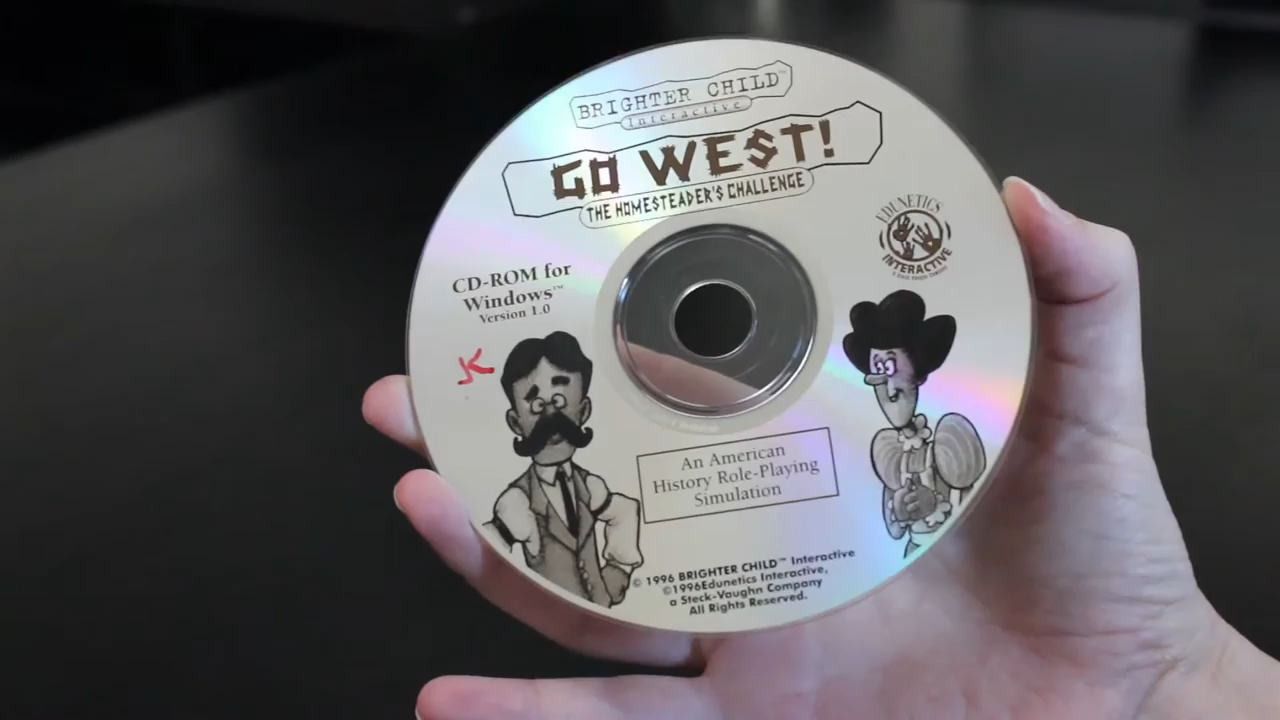 BRIGHTER CHILD™
Interactive
GO WEST!
THE HOMESTEADER'S CHALLENGE
EDUNETICS
INTERACTIVE
CD-ROM for
Windows™
Version 1.0
JK
An American
History Role-Playing
Simulation
© 1996 BRIGHTER CHILD™ Interactive
©1996Edunetics Interactive,
a Steck-Vaughn Company
All Rights Reserved.